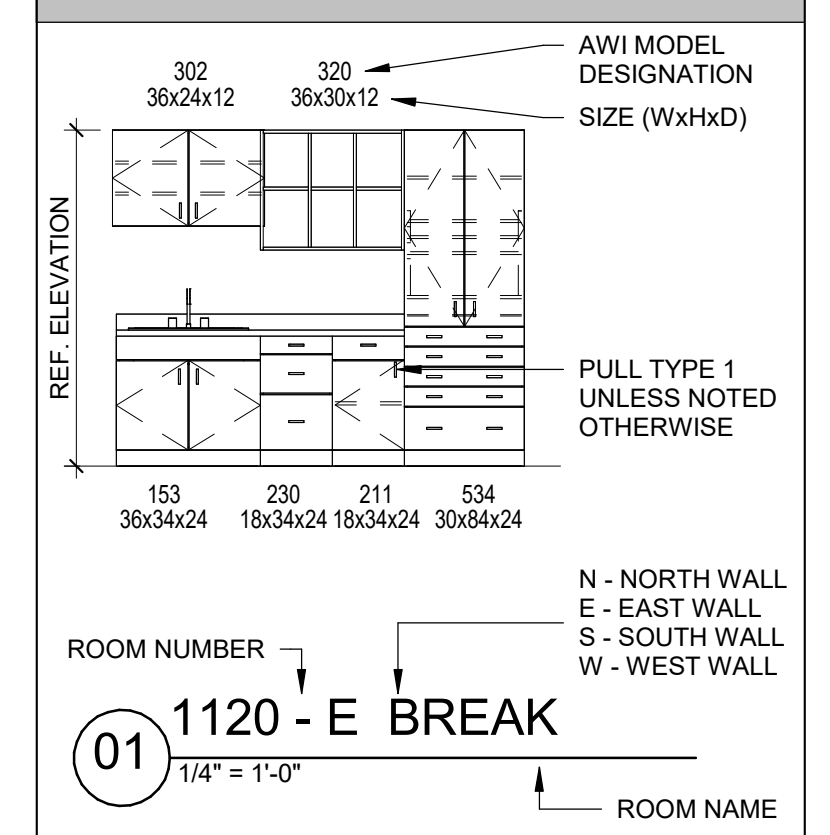 302
36x24x12
320
36x30x12
AWI MODEL
DESIGNATION
SIZE (WxHxD)
REF. ELEVATION
PULL TYPE 1
UNLESS NOTED
OTHERWISE
153
36x34x24
230
18x34x24
211
18x34x24
534
30x84x24
N - NORTH WALL
E - EAST WALL
S - SOUTH WALL
W - WEST WALL
ROOM NUMBER
01
1120 - E BREAK
1/4" = 1'-0"
ROOM NAME